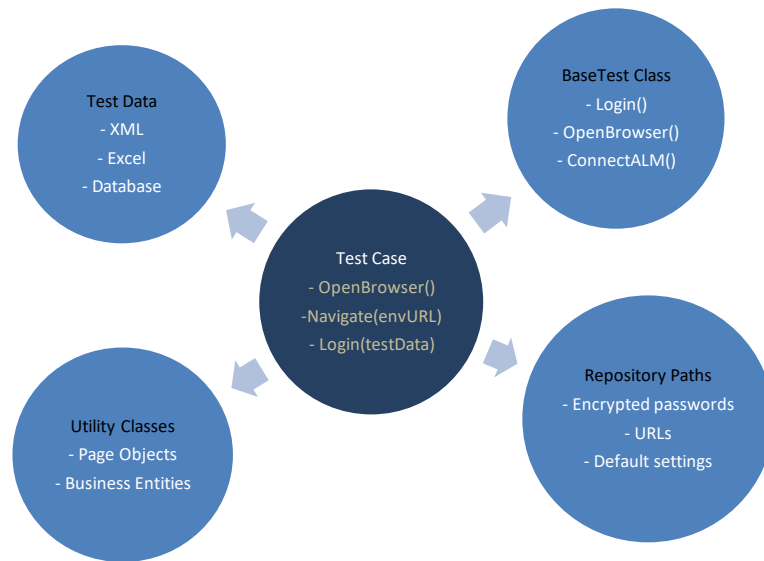 Test Data
- XML
- Excel
- Database
BaseTest Class
- Login()
- OpenBrowser()
- ConnectALM()
Test Case
- OpenBrowser()
-Navigate(envURL)
- Login(testData)
Utility Classes
- Page Objects
- Business Entities
Repository Paths
- Encrypted passwords
- URLs
- Default settings